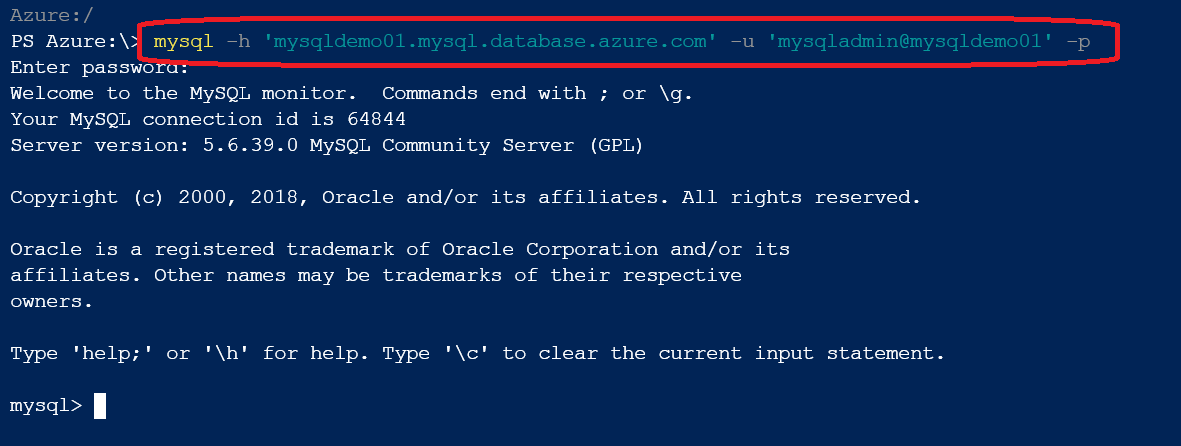 Azure:/
PS Azure:\> mysql -h 'mysqldemo01.mysql.database.azure.com' -u 'mysqladmin@mysqldemo01' -p
Enter password:
Welcome to the MySQL monitor.  Commands end with ; or \g.
Your MySQL connection id is 64844
Server version: 5.6.39.0 MySQL Community Server (GPL)
Copyright (c) 2000, 2018, Oracle and/or its affiliates. All rights reserved.
Oracle is a registered trademark of Oracle Corporation and/or its
affiliates. Other names may be trademarks of their respective
owners.
Type 'help;' or '\h' for help. Type '\c' to clear the current input statement.
mysql>